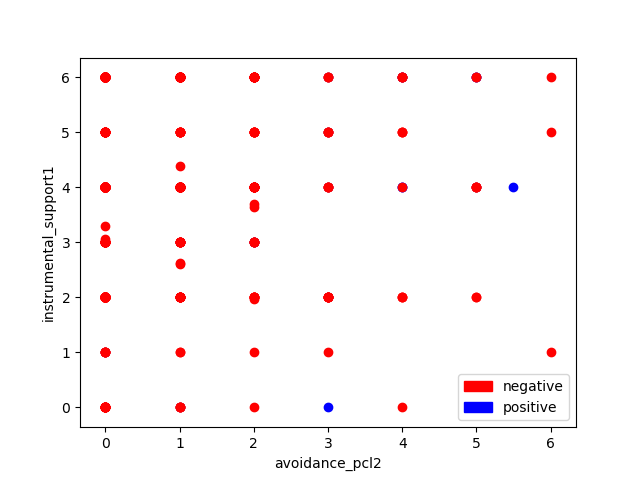 6
5
4
3
2
1
0
instrumental_support1
negative
positive
0 1 2 3 4 5 6
avoidance_pcl2